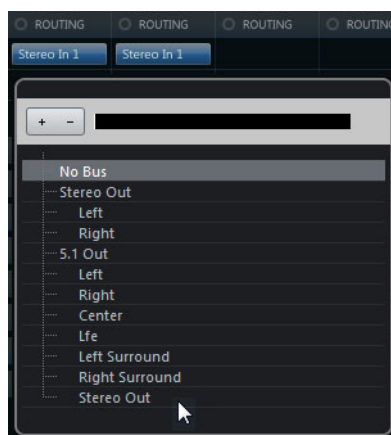 ROUTING ROUTING ROUTING ROUTIN
Stereo In 1 Stereo In 1
+ -
No Bus
Stereo Out
Left
Right
5.1 Out
Left
Right
Center
Lfe
Left Surround
Right Surround
Stereo Out